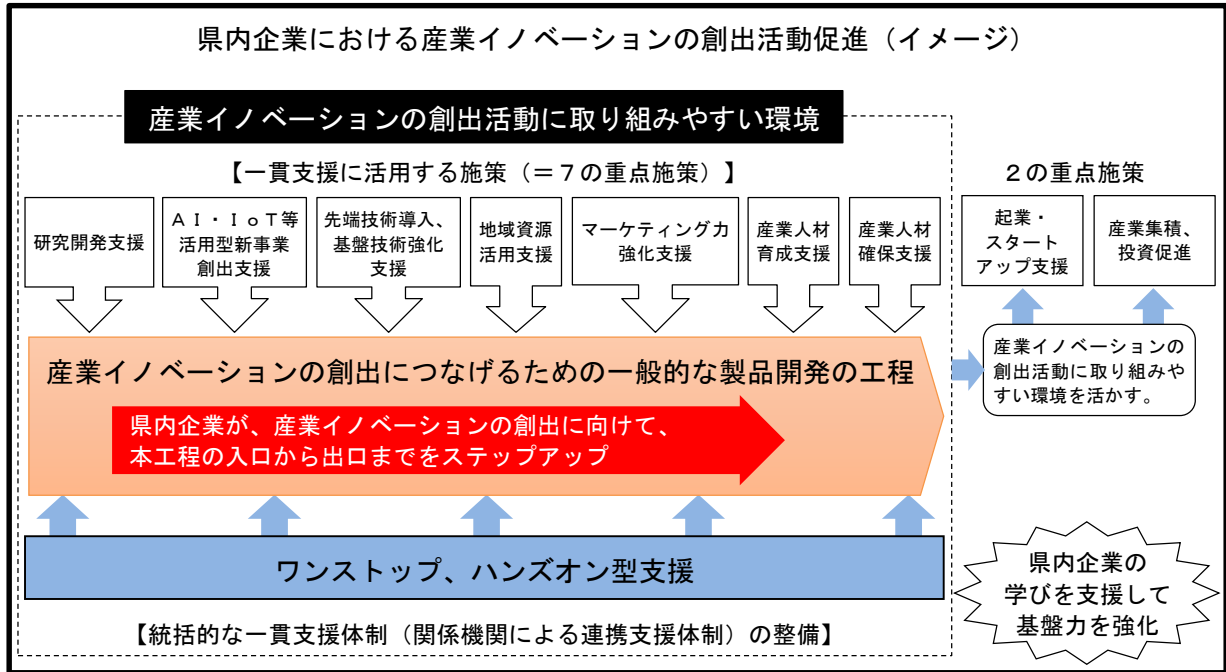 県内企業における産業イノベーションの創出活動促進（イメージ）
産業イノベーションの創出活動に取り組みやすい環境
【一貫支援に活用する施策（＝７の重点施策）】
２の重点施策
研究開発支援
ＡＩ・ＩｏＴ等
活用型新事業
創出支援
先端技術導入、
基盤技術強化
支援
地域資源
活用支援
マーケティング力
強化支援
産業人材
育成支援
産業人材
確保支援
起業・
スタート
アップ支援
産業集積、
投資促進
産業イノベーションの創出につなげるための一般的な製品開発の工程
県内企業が、産業イノベーションの創出に向けて、
本工程の入口から出口までをステップアップ
産業イノベーションの
創出活動に取り組みや
すい環境を活かす。
ワンストップ、ハンズオン型支援
【統括的な一貫支援体制（関係機関による連携支援体制）の整備】
県内企業の
学びを支援して
基盤力を強化